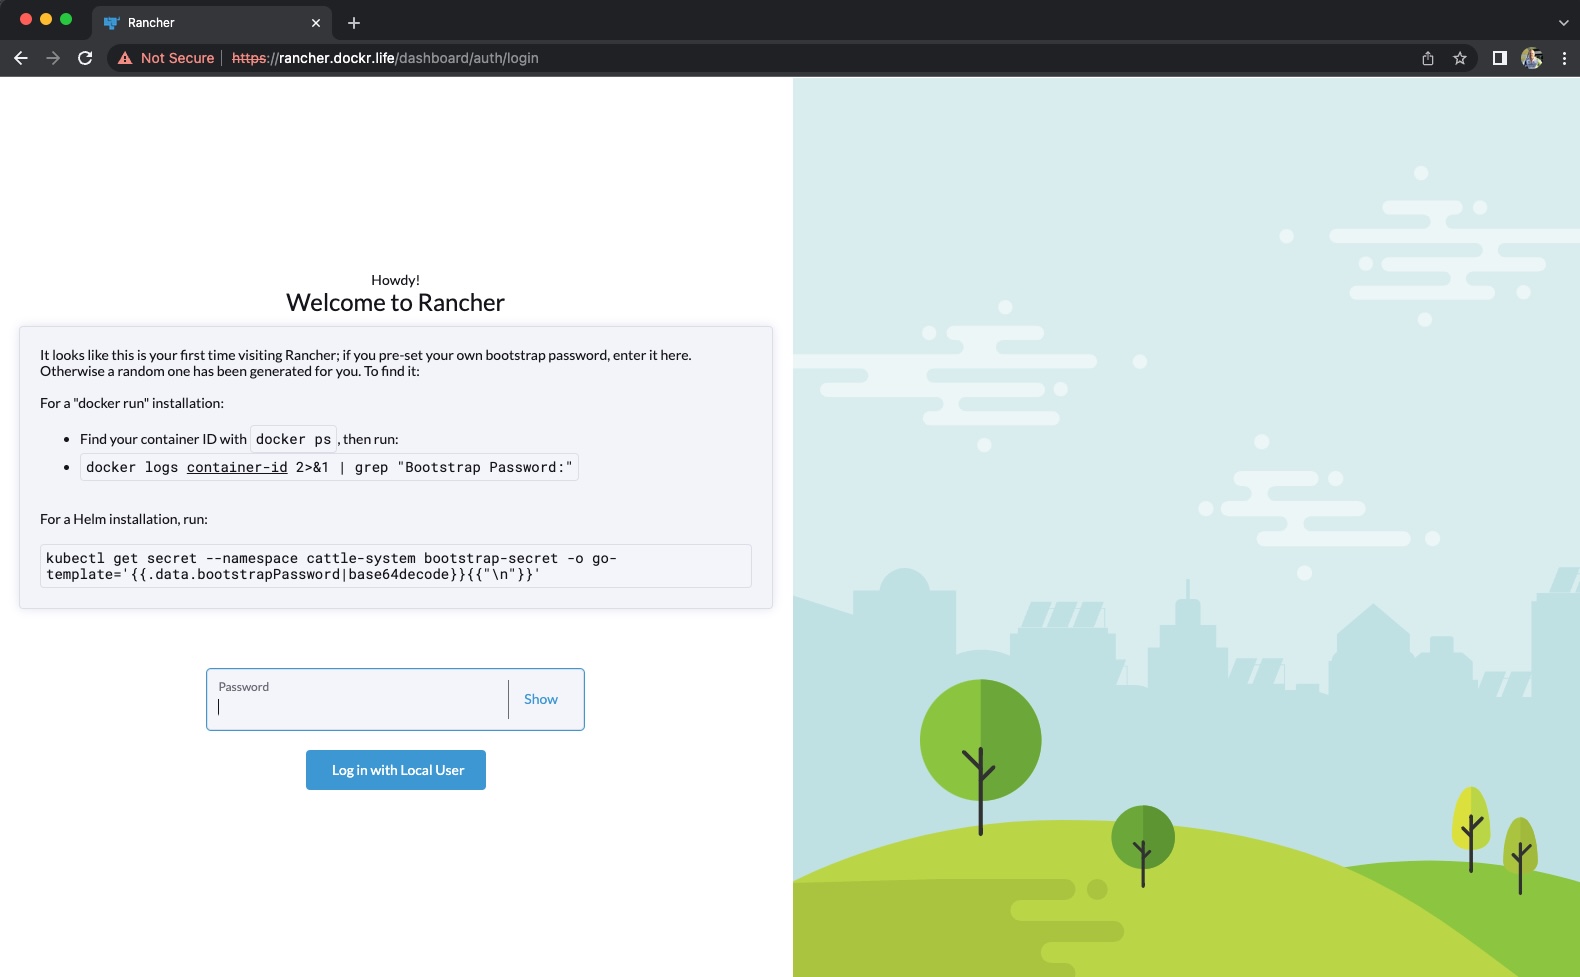 Rancher
Not Secure
https://rancher.dockr.life/dashboard/auth/login
Howdy!
Welcome to Rancher
It looks like this is your first time visiting Rancher; if you pre-set your own bootstrap password, enter it here.
Otherwise a random one has been generated for you. To find it:
For a "docker run" installation:
Find your container ID with docker ps, then run:
docker logs container-id 2>&1 | grep "Bootstrap Password:"
For a Helm installation, run:
kubectl get secret --namespace cattle-system bootstrap-secret -o go-
template='{{.data.bootstrapPassword|base64decode}}{{"\n"}}'
Password
Show
Log in with Local User